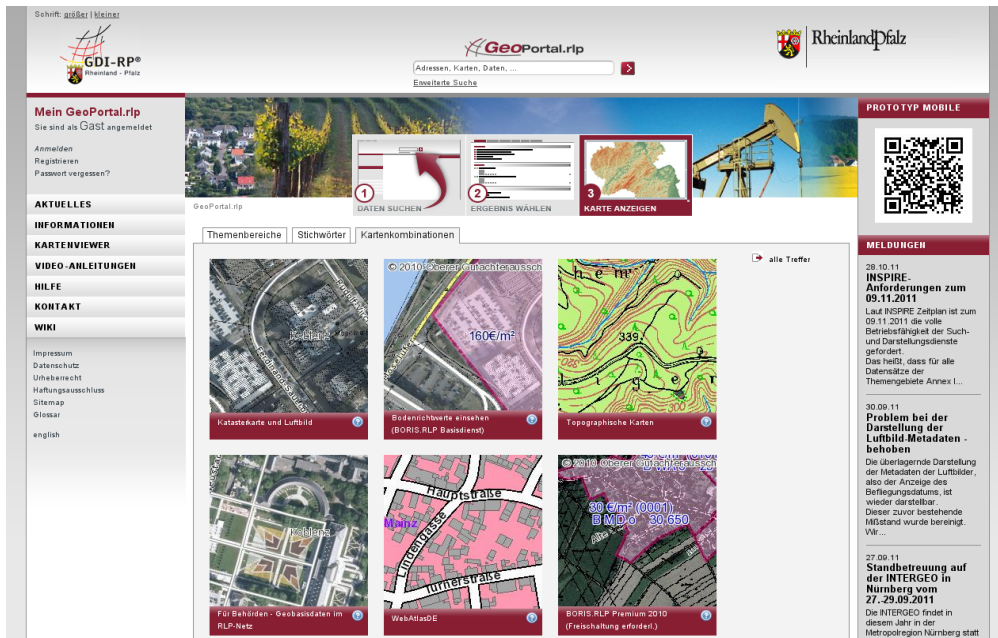 Schrift: größer | kleiner
GDI-RP®
Rheinland - Pfalz
GeoPortal.rlp
Adressen, Karten, Daten, ...
Erweiterte Suche
RheinlandPfalz
Mein GeoPortal.rlp
Sie sind als Gast angemeldet
Anmelden
Registrieren
Passwort vergessen?
AKTUELLES
INFORMATIONEN
KARTENVIEWER
VIDEO-ANLEITUNGEN
HILFE
KONTAKT
WIKI
Impressum
Datenschutz
Urheberrecht
Haftungsausschluss
Sitemap
Glossar
english
1
DATEN SUCHEN
2
ERGEBNIS WÄHLEN
3
KARTE ANZEIGEN
GeoPortal.rlp
Themenbereiche
Stichwörter
Kartenkombinationen
alle Treffer
Koblenz
Ferdinand-Sauerbruch
Katasterkarte und Luftbild
© 2010 Oberer Gutachteraussch
160€/m²
Bodenrichtwerte einsehen
(BORIS.RLP Basisdienst)
h e m
339
i g e
Topographische Karten
Koblenz
Für Behörden - Geobasisdaten im
RLP-Netz
Hauptstraße
Mainz
Lindengasse
Turnerstraße
WebAtlasDE
© 2010 Oberer Gutachteraussch
30 €/m² (0001)
B MD o 30 650
BORIS.RLP Premium 2010
(Freischaltung erforderl.)
PROTOTYP MOBILE
MELDUNGEN
28.10.11
INSPIRE-
Anforderungen zum
09.11.2011
Laut INSPIRE Zeitplan ist zum
09.11.2011 die volle
Betriebsfähigkeit der Such-
und Darstellungsdienste
gefordert.
Das heißt, dass für alle
Datensätze der
Themengebiete Annex I...
30.09.11
Problem bei der
Darstellung der
Luftbild-Metadaten -
behoben
Die überlagernde Darstellung
der Metadaten der Luftbilder,
also der Anzeige des
Befliegungsdatums, ist
wieder darstellbar.
Dieser zuvor bestehende
Mißstand wurde bereinigt.
Wir...
27.09.11
Standbetreuung auf
der INTERGEO in
Nürnberg vom
27.-29.09.2011
Die INTERGEO findet in
diesem Jahr in der
Metropolregion Nürnberg statt